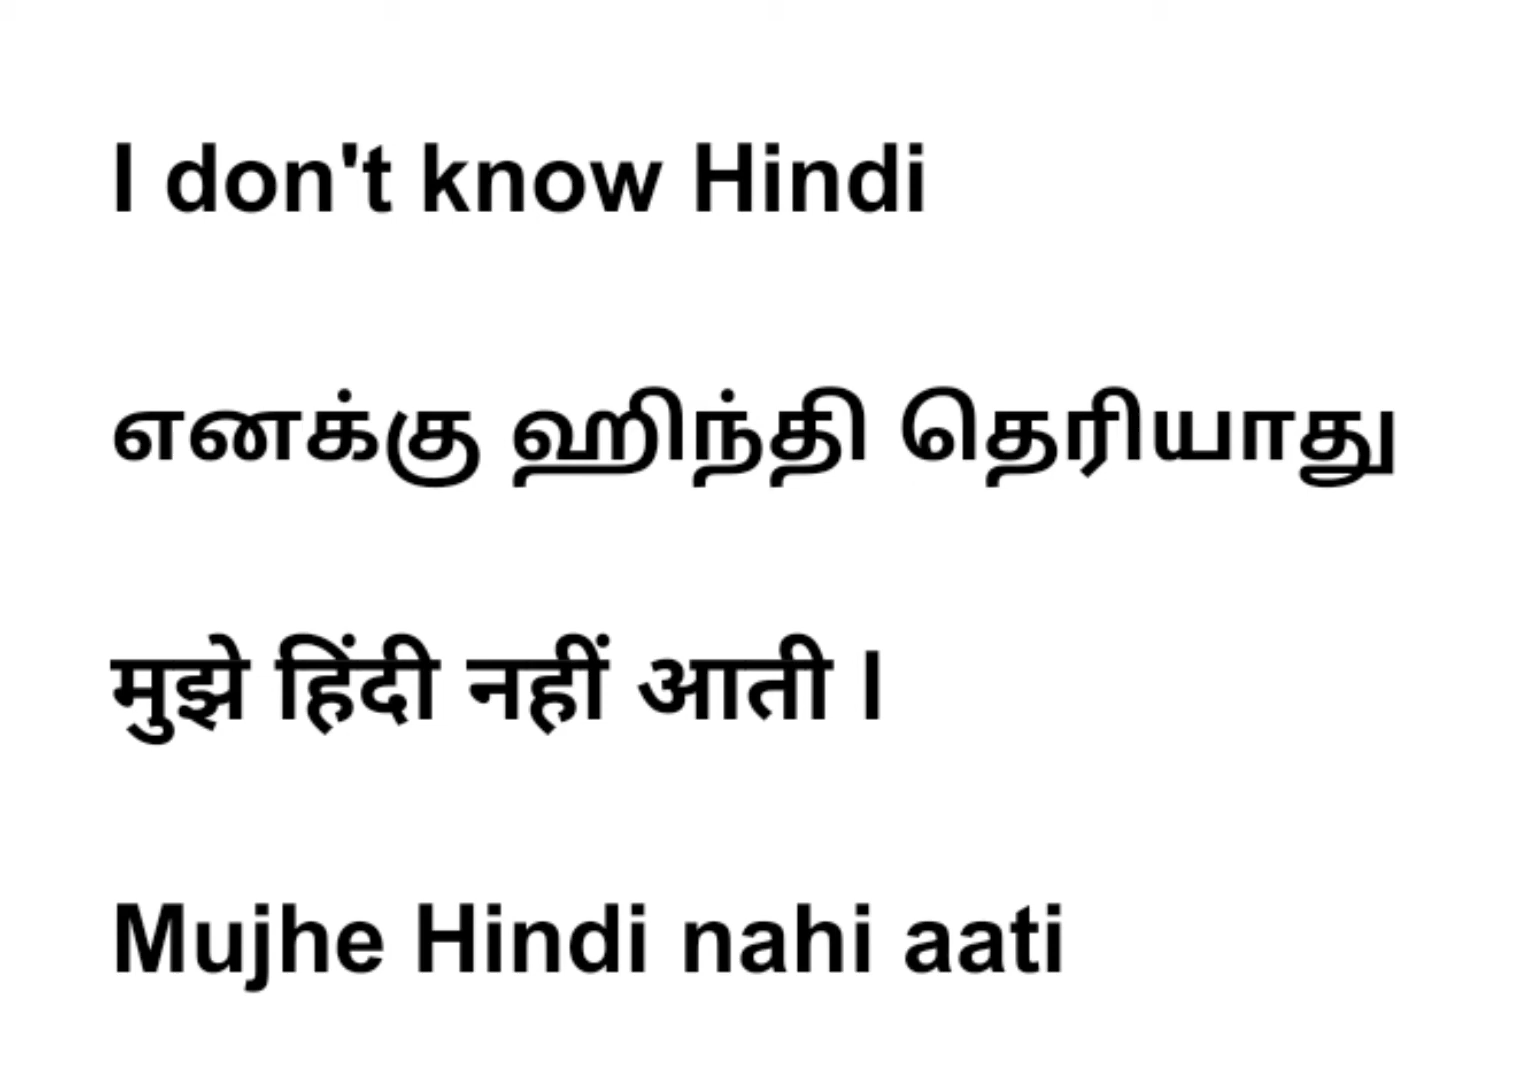 I don't know Hindi
எனக்கு ஹிந்தி தெரியாது
मुझे हिंदी नहीं आती ।
Mujhe Hindi nahi aati